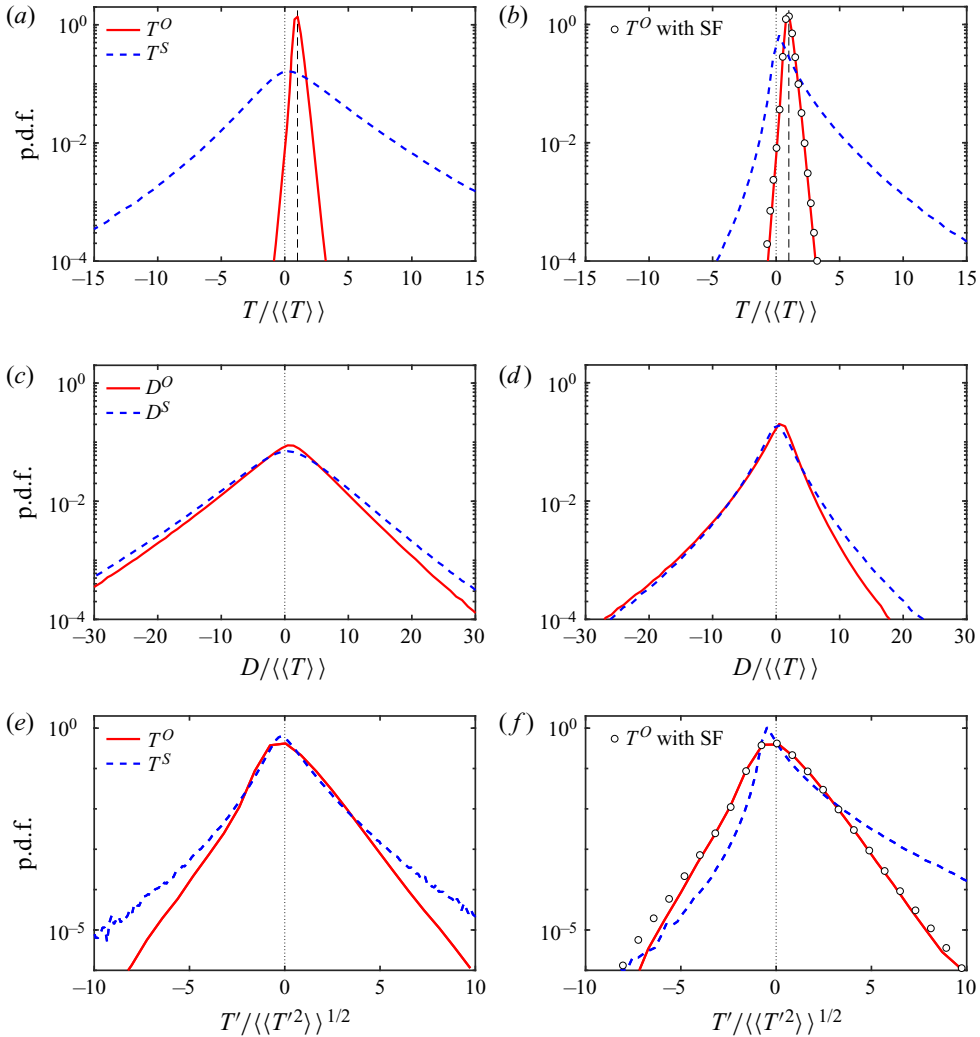 (a) (b)
T^O
T^S
T^O with SF
p.d.f.
10^0
10^−2
10^−4
−15 −10 −5 0 5 10 15
T/⟨⟨T⟩⟩
10^0
10^−2
10^−4
−15 −10 −5 0 5 10 15
T/⟨⟨T⟩⟩
(c) (d)
D^O
D^S
p.d.f.
10^0
10^−2
10^−4
−30 −20 −10 0 10 20 30
D/⟨⟨T⟩⟩
10^0
10^−2
10^−4
−30 −20 −10 0 10 20 30
D/⟨⟨T⟩⟩
(e) (f)
T^O
T^S
T^O with SF
p.d.f.
10^0
10^−5
−10 −5 0 5 10
T′/⟨⟨T′^2⟩⟩^1/2
10^0
10^−5
−10 −5 0 5 10
T′/⟨⟨T′^2⟩⟩^1/2